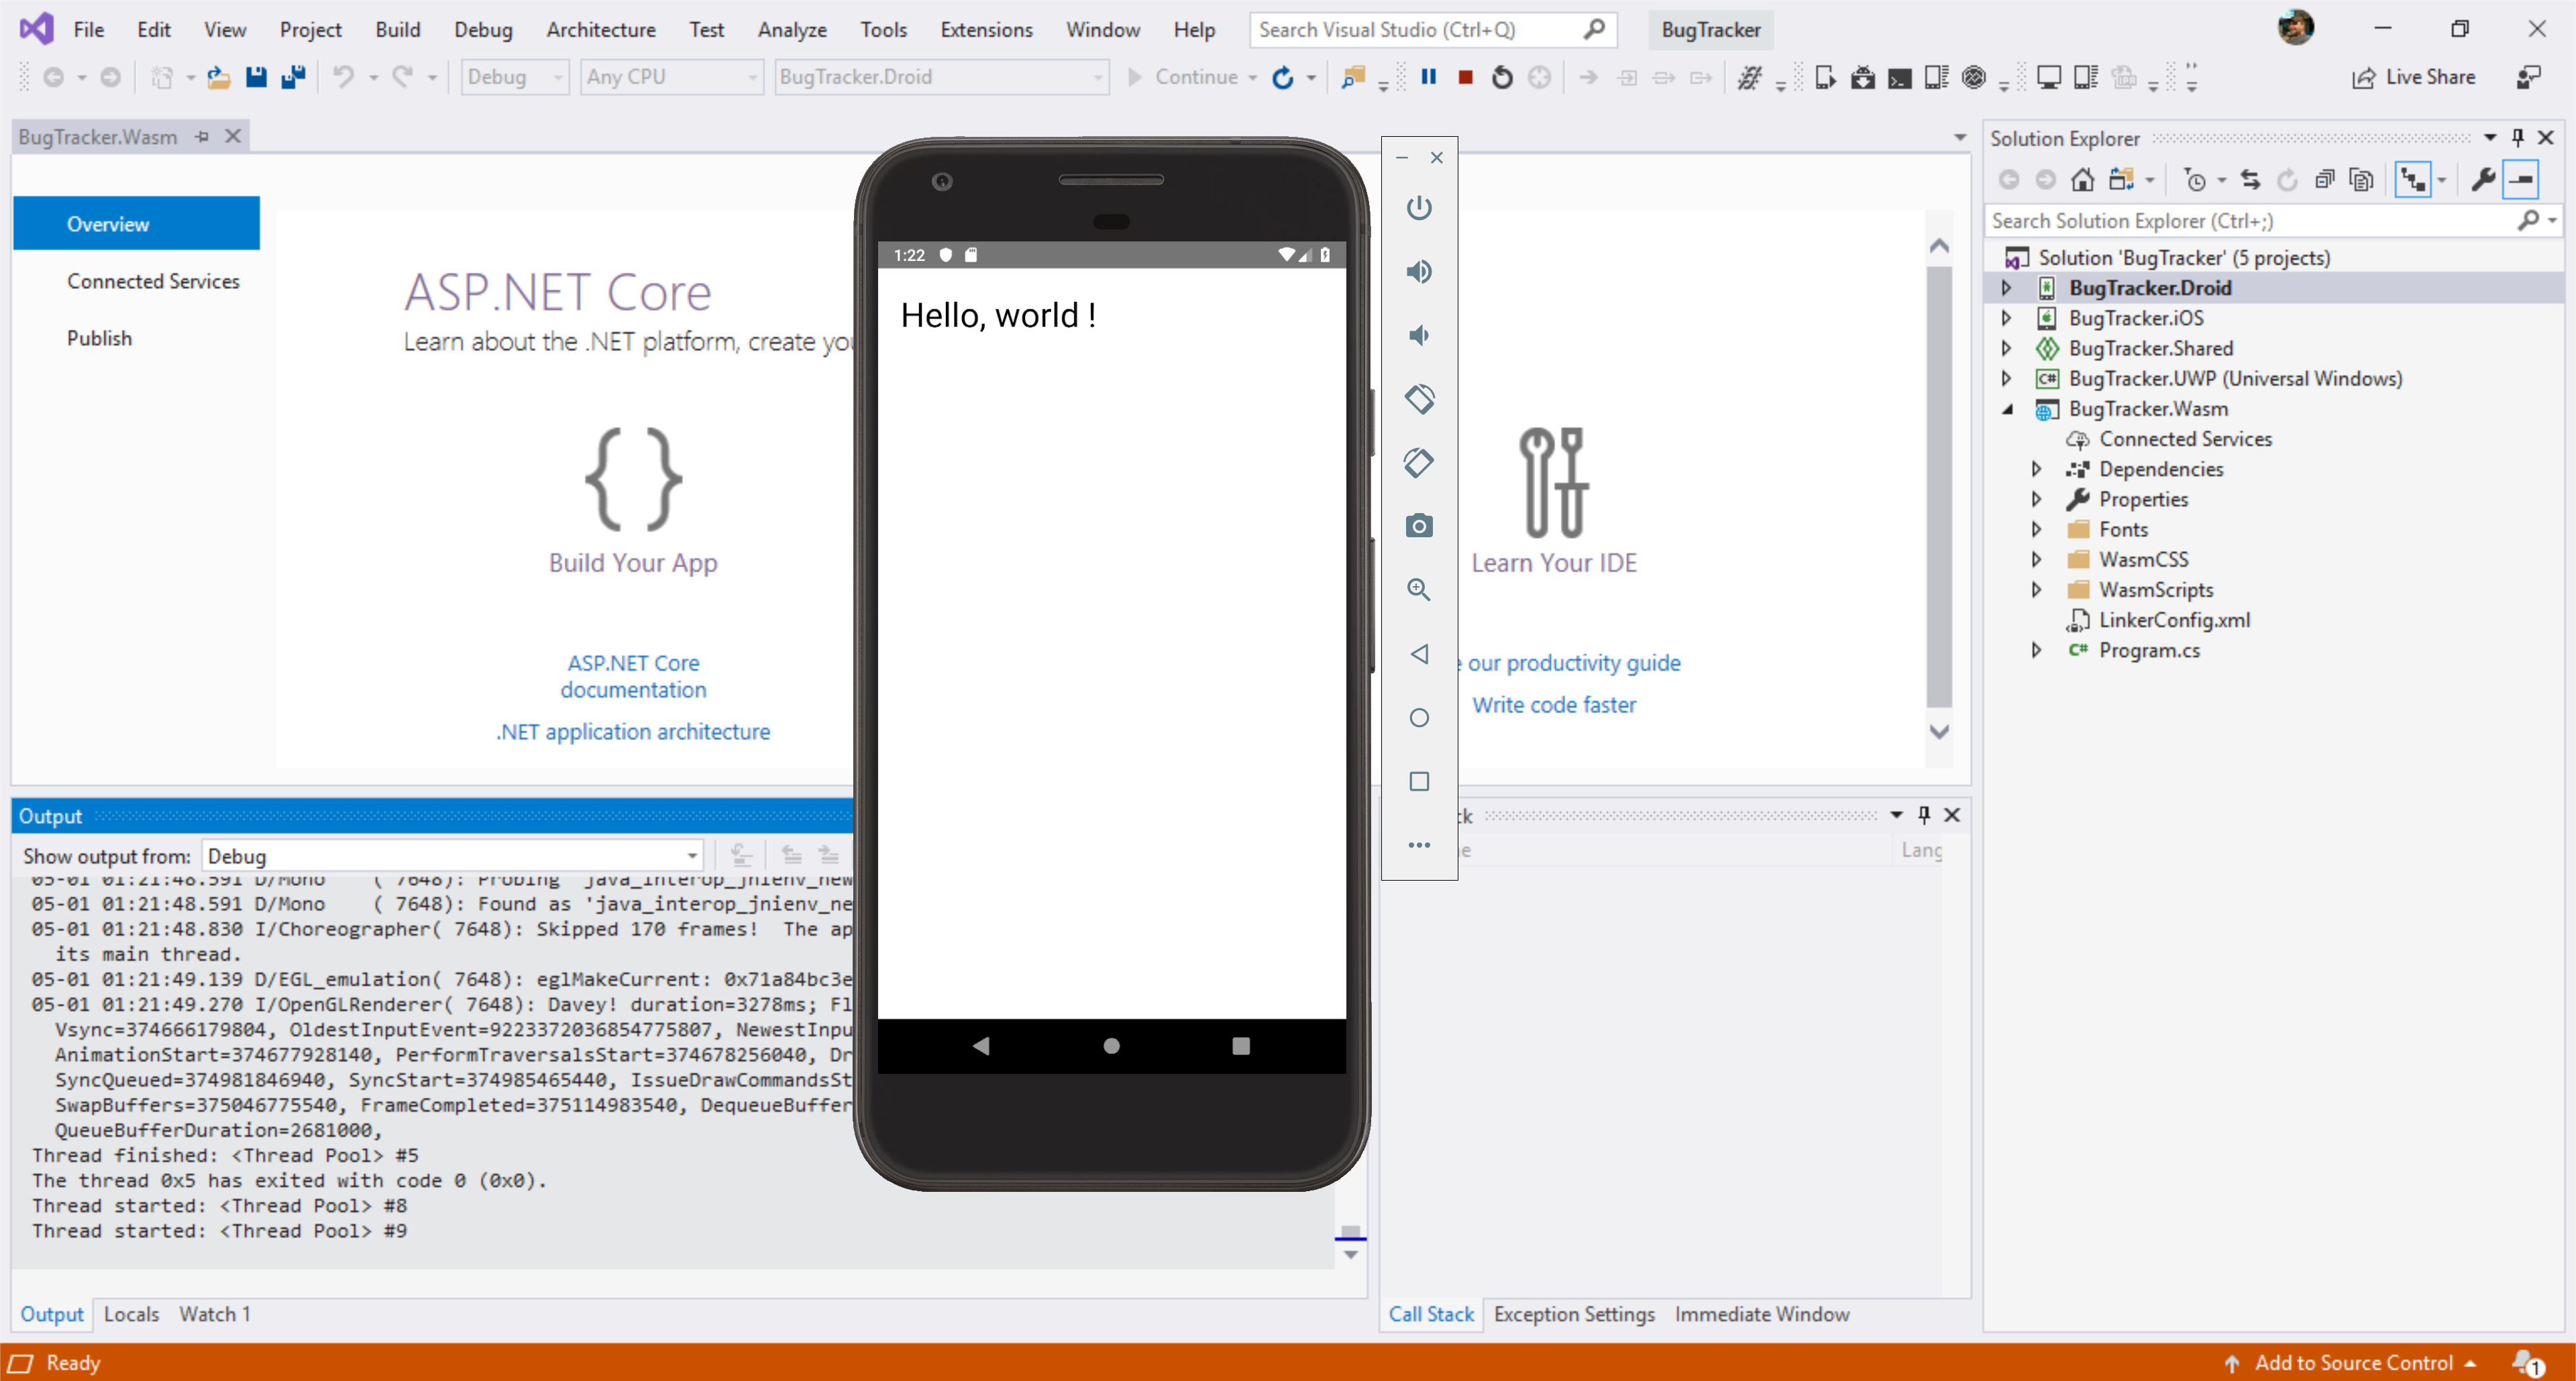 File Edit View Project Build Debug Architecture Test Analyze Tools Extensions Window Help Search Visual Studio (Ctrl+Q) BugTracker
Debug Any CPU BugTracker.Droid Continue Live Share
BugTracker.Wasm
Overview
Connected Services
Publish
ASP.NET Core
Learn about the .NET platform, create you
Build Your App
ASP.NET Core
documentation
.NET application architecture
1:22
Hello, world !
Learn Your IDE
our productivity guide
Write code faster
Solution Explorer
Search Solution Explorer (Ctrl+;)
Solution 'BugTracker' (5 projects)
BugTracker.Droid
BugTracker.iOS
BugTracker.Shared
BugTracker.UWP (Universal Windows)
BugTracker.Wasm
Connected Services
Dependencies
Properties
Fonts
WasmCSS
WasmScripts
LinkerConfig.xml
Program.cs
Output
Show output from: Debug
05-01 01:21:48.591 D/Mono ( 7648): Probing 'java_interop_jnienv_new
05-01 01:21:48.591 D/Mono ( 7648): Found as 'java_interop_jnienv_ne
05-01 01:21:48.830 I/Choreographer( 7648): Skipped 170 frames! The ap
its main thread.
05-01 01:21:49.139 D/EGL_emulation( 7648): eglMakeCurrent: 0x71a84bc3e
05-01 01:21:49.270 I/OpenGLRenderer( 7648): Davey! duration=3278ms; Fl
Vsync=374666179804, OldestInputEvent=9223372036854775807, NewestInpu
AnimationStart=374677928140, PerformTraversalsStart=374678256040, Dr
SyncQueued=374981846940, SyncStart=374985465440, IssueDrawCommandsSt
SwapBuffers=375046775540, FrameCompleted=375114983540, DequeueBuffer
QueueBufferDuration=2681000,
Thread finished: <Thread Pool> #5
The thread 0x5 has exited with code 0 (0x0).
Thread started: <Thread Pool> #8
Thread started: <Thread Pool> #9
Output Locals Watch 1
ck
e Lang
Call Stack Exception Settings Immediate Window
Ready Add to Source Control 1